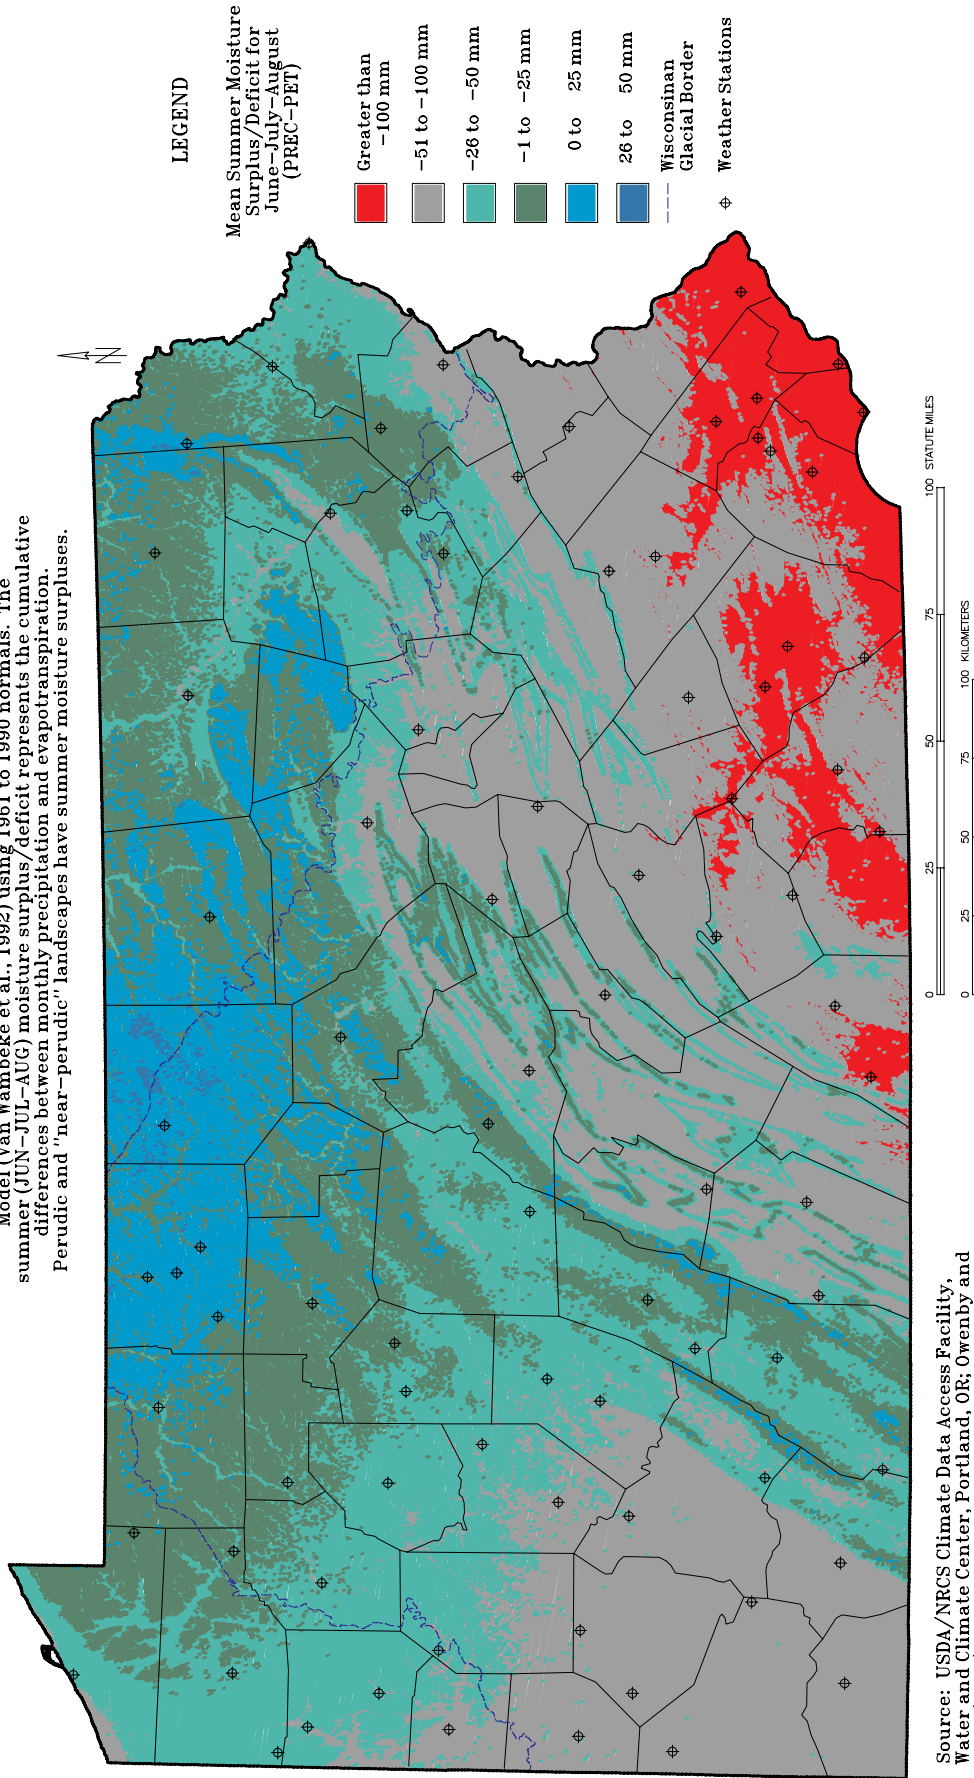 Model (Van Wambeke et al., 1992) using 1961 to 1990 normals. The
summer (JUN-JUL-AUG) moisture surplus/deficit represents the cumulative
differences between monthly precipitation and evapotranspiration.
Perudic and "near-perudic" landscapes have summer moisture surpluses.
LEGEND
Mean Summer Moisture
Surplus/Deficit for
June-July-August
(PREC-PET)
Greater than
-100 mm
-51 to -100 mm
-26 to -50 mm
-1 to -25 mm
0 to 25 mm
26 to 50 mm
Wisconsinan
Glacial Border
Weather Stations
N
0 25 50 75 100 STATUTE MILES
0 25 50 75 100 KILOMETERS
Source: USDA/NRCS Climate Data Access Facility,
Water and Climate Center, Portland, OR; Owenby and